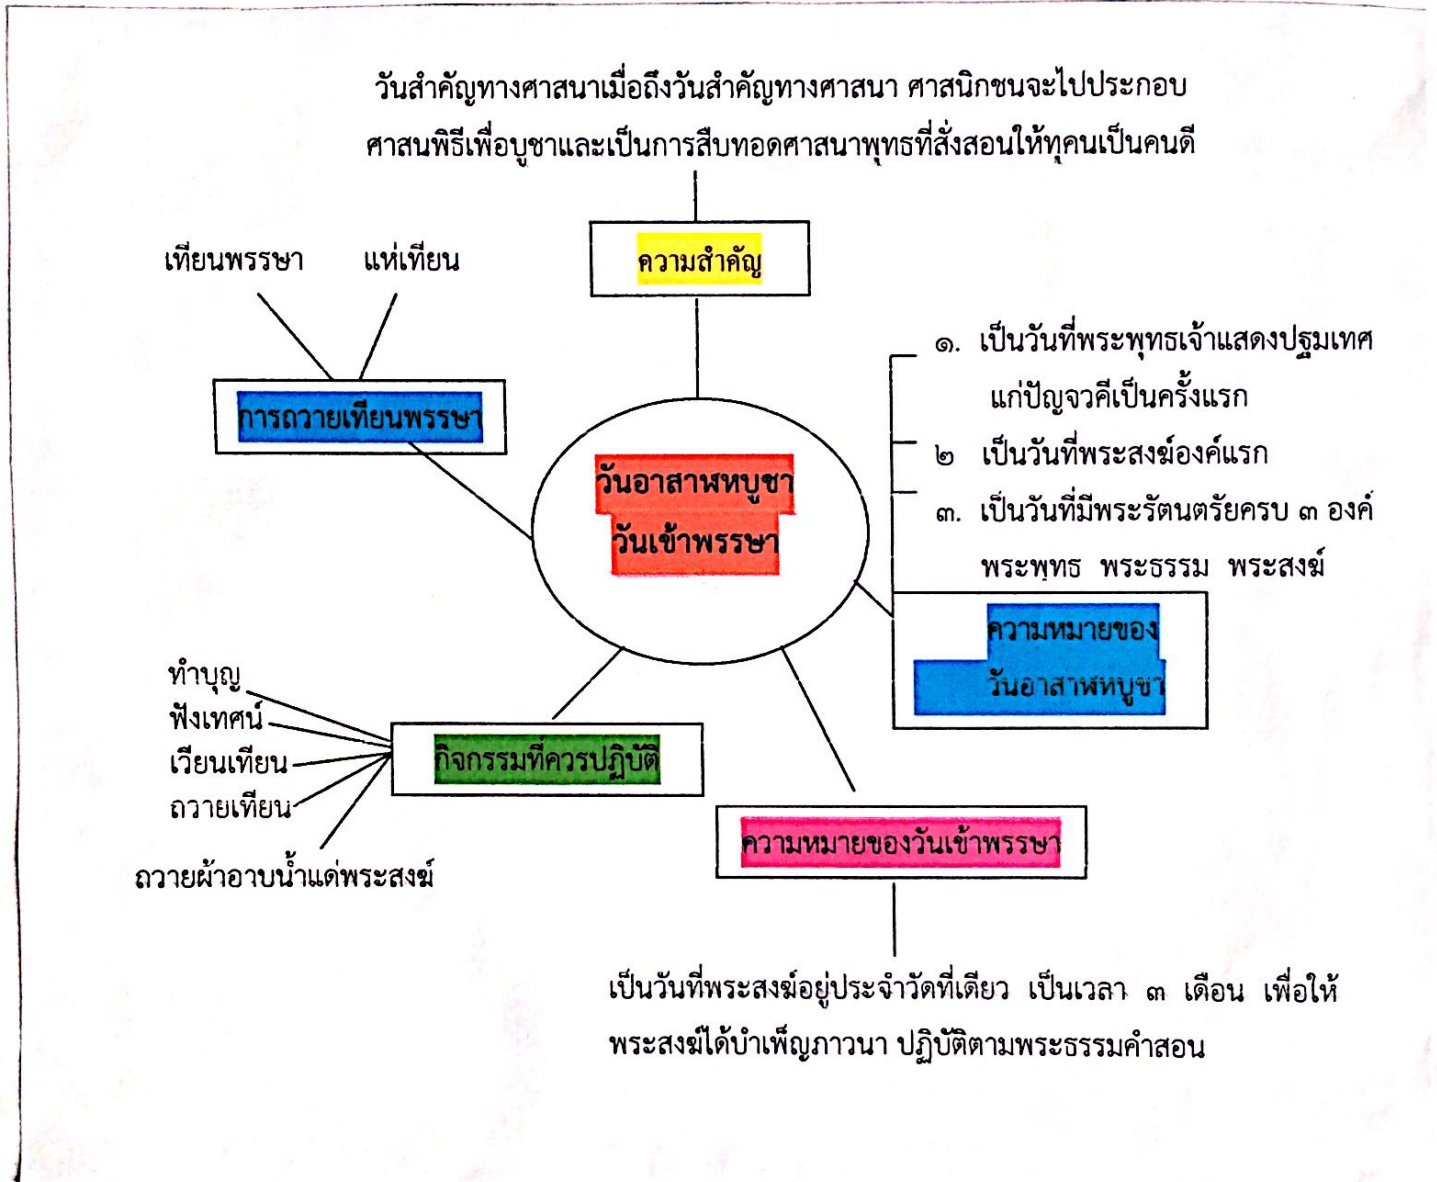 วันสำคัญทางศาสนาเมื่อถึงวันสำคัญทางศาสนา ศาสนิกชนจะไปประกอบ
ศาสนพิธีเพื่อบูชาและเป็นการสืบทอดศาสนาพุทธที่สั่งสอนให้ทุคนเป็นคนดี
ความสำคัญ
เทียนพรรษา แห่เทียน
การถวายเทียนพรรษา
วันอาสาฬหบูชา
วันเข้าพรรษา
๑. เป็นวันที่พระพุทธเจ้าแสดงปฐมเทศ
แก่ปัญจวคีเป็นครั้งแรก
๒ เป็นวันที่พระสงฆ์องค์แรก
๓. เป็นวันที่มีพระรัตนตรัยครบ ๓ องค์
พระพุทธ พระธรรม พระสงฆ์
ความหมายของ
วันอาสาฬหบูชา
ทำบุญ
ฟังเทศน์
เวียนเทียน
ถวายเทียน
ถวายผ้าอาบน้ำแด่พระสงฆ์
กิจกรรมที่ควรปฏิบัติ
ความหมายของวันเข้าพรรษา
เป็นวันที่พระสงฆ์อยู่ประจำวัดที่เดียว เป็นเวลา ๓ เดือน เพื่อให้
พระสงฆ์ได้บำเพ็ญภาวนา ปฏิบัติตามพระธรรมคำสอน